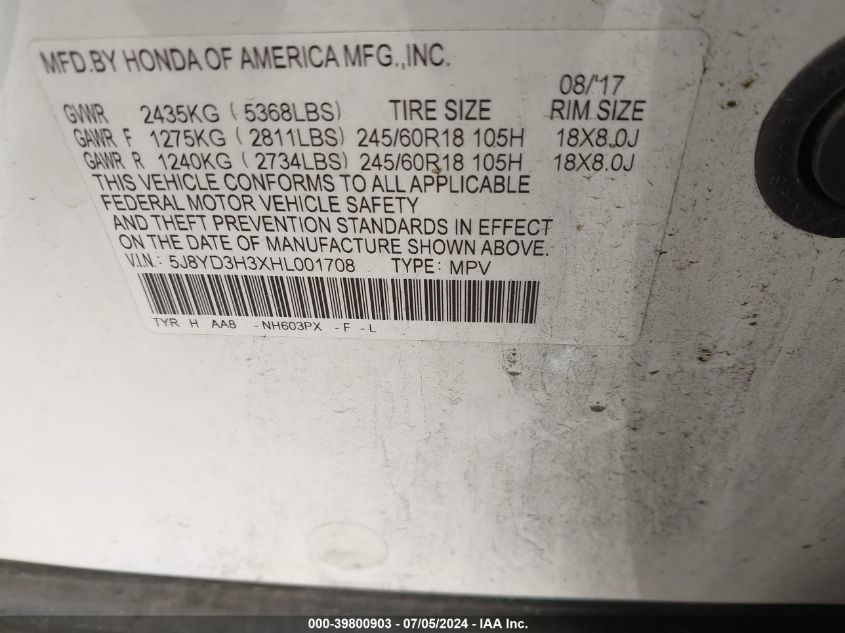 MFD.BY HONDA OF AMERICA MFG.,INC.
08/'17
GVWR 2435KG ( 5368LBS) TIRE SIZE RIM SIZE
GAWR F 1275KG ( 2811LBS) 245/60R18 105H 18X8.0J
GAWR R 1240KG ( 2734LBS) 245/60R18 105H 18X8.0J
THIS VEHICLE CONFORMS TO ALL APPLICABLE
FEDERAL MOTOR VEHICLE SAFETY
AND THEFT PREVENTION STANDARDS IN EFFECT
ON THE DATE OF MANUFACTURE SHOWN ABOVE.
V.I.N.: 5J8YD3H3XHL001708 TYPE: MPV
TYR H AA8 -NH603PX -F -L
000-39800903 - 07/05/2024 - IAA Inc.